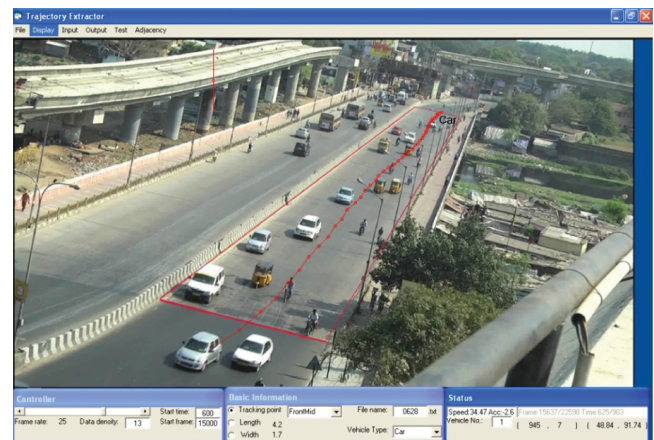 Trajectory Extractor
File Display Input Output Test Adjacency
Car
Controller
Start time: 600
Frame rate: 25 Data density: 13 Start frame: 15000
Basic Information
Tracking point FrontMid File name: 0628 .txt
Length 4.2
Width 1.7 Vehicle Type: Car
Status
Speed:34.47 Acc:-2.6 Frame:15637/22598 Time:625/903
Vehicle No.: 1 ( 945 , 7 ) ( 48.84 , 91.74 )